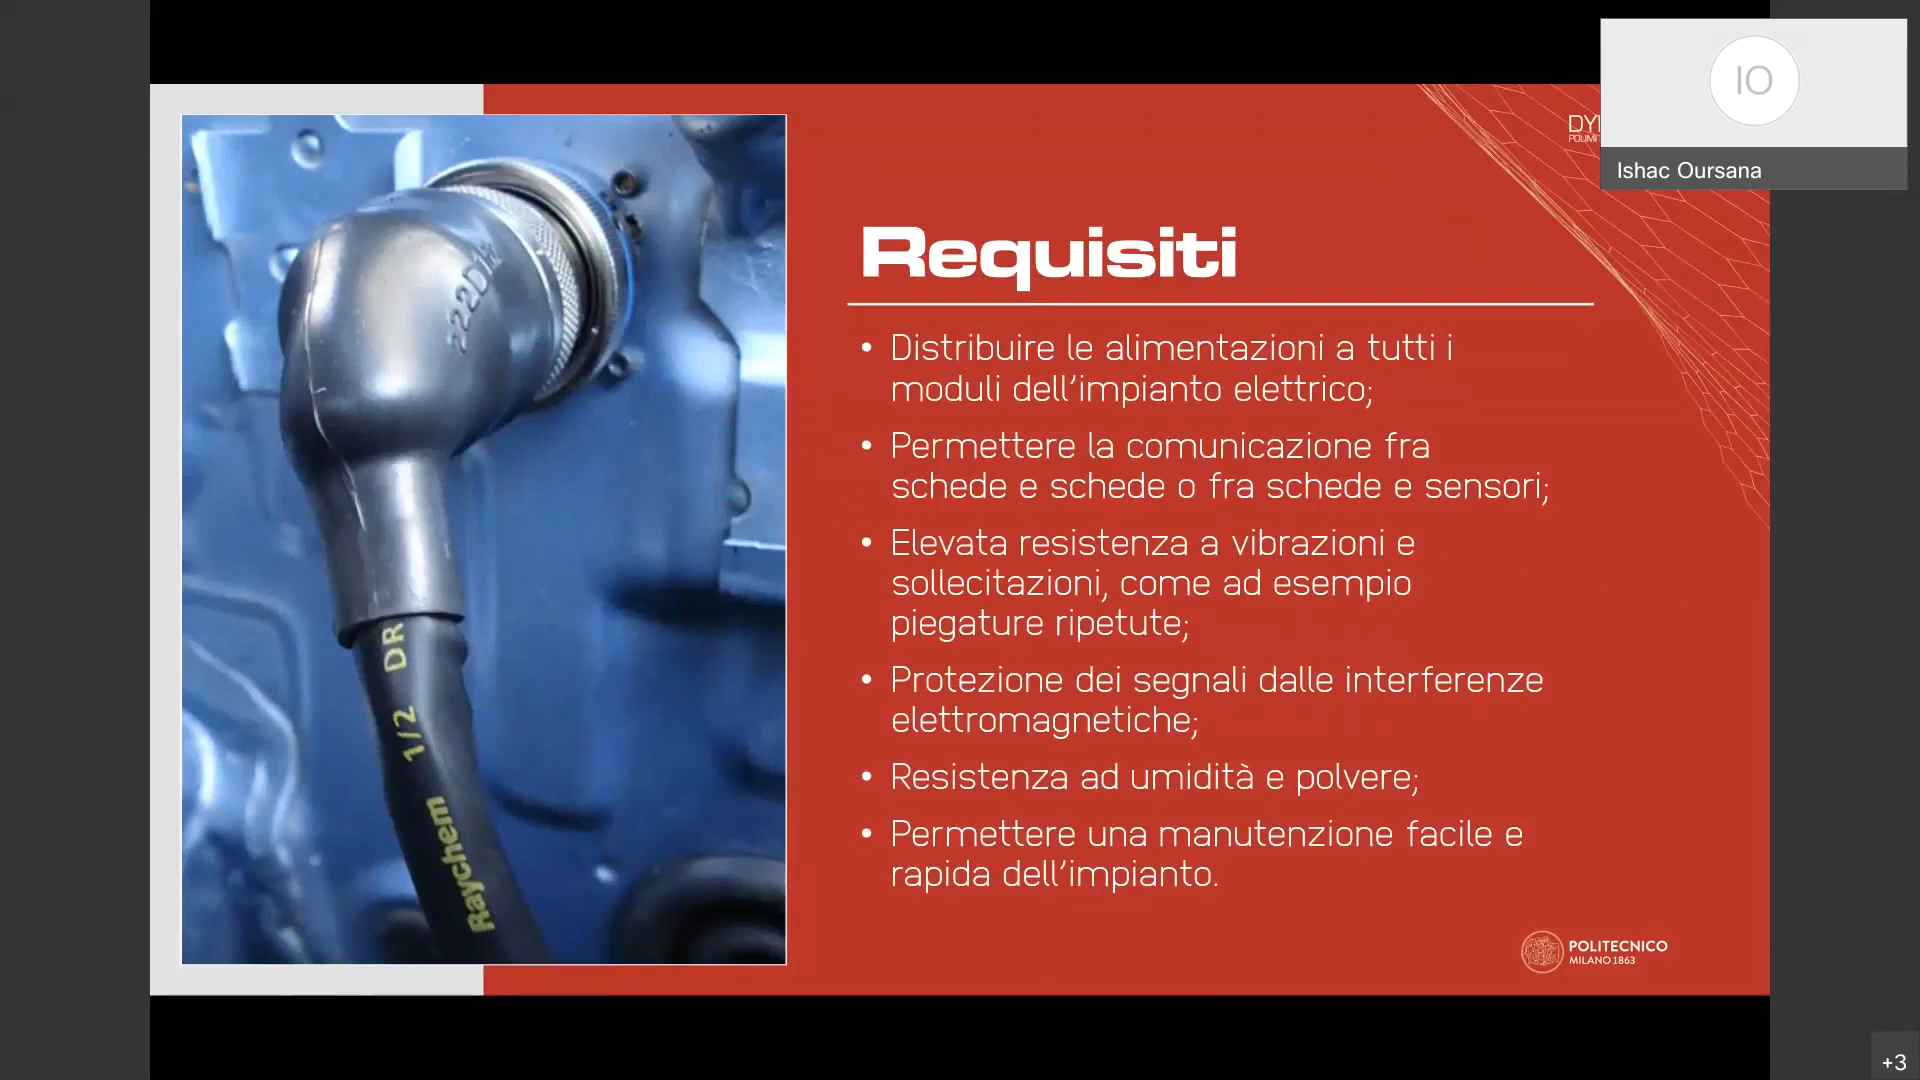 IO
Ishac Oursana
Requisiti
• Distribuire le alimentazioni a tutti i
moduli dell’impianto elettrico;
• Permettere la comunicazione fra
schede e schede o fra schede e sensori;
• Elevata resistenza a vibrazioni e
sollecitazioni, come ad esempio
piegature ripetute;
• Protezione dei segnali dalle interferenze
elettromagnetiche;
• Resistenza ad umidità e polvere;
• Permettere una manutenzione facile e
rapida dell’impianto.
DR
1/2
Raychem
POLITECNICO
MILANO 1863
+3